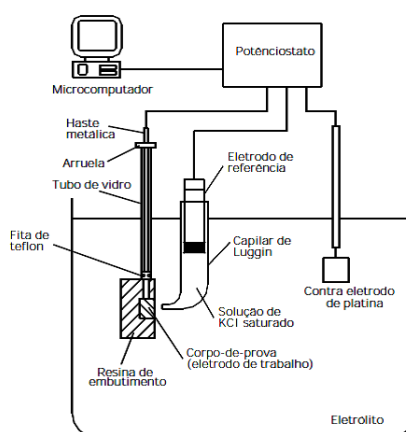 Potênciostato
Microcomputador
Haste
metálica
Arruela
Tubo de vidro
Eletrodo de
referência
Fita de
teflon
Capilar de
Luggin
Contra eletrodo
de platina
Solução de
KCl saturado
Corpo-de-prova
(eletrodo de trabalho)
Resina de
embutimento
Eletrólito